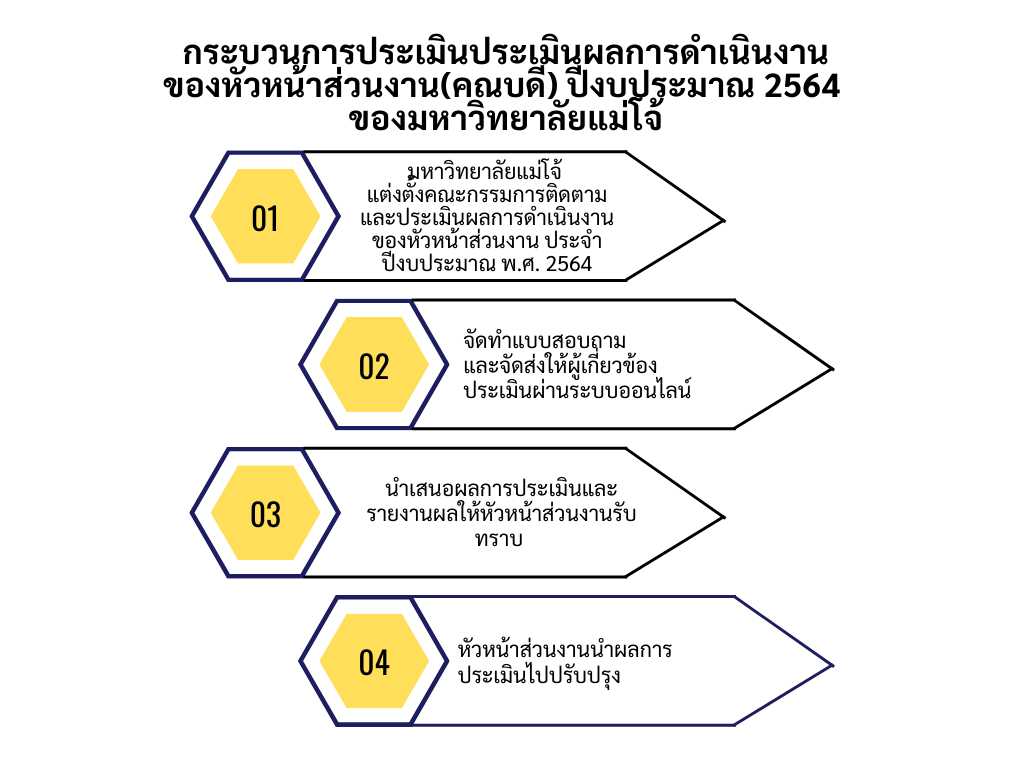 กระบวนการประเมินประเมินผลการดำเนินงาน
ของหัวหน้าส่วนงาน(คณบดี) ปีงบประมาณ 2564
ของมหาวิทยาลัยแม่โจ้
01
มหาวิทยาลัยแม่โจ้
แต่งตั้งคณะกรรมการติดตาม
และประเมินผลการดำเนินงาน
ของหัวหน้าส่วนงาน ประจำ
ปีงบประมาณ พ.ศ. 2564
02
จัดทำแบบสอบถาม
และจัดส่งให้ผู้เกี่ยวข้อง
ประเมินผ่านระบบออนไลน์
03
นำเสนอผลการประเมินและ
รายงานผลให้หัวหน้าส่วนงานรับ
ทราบ
04
หัวหน้าส่วนงานนำผลการ
ประเมินไปปรับปรุง